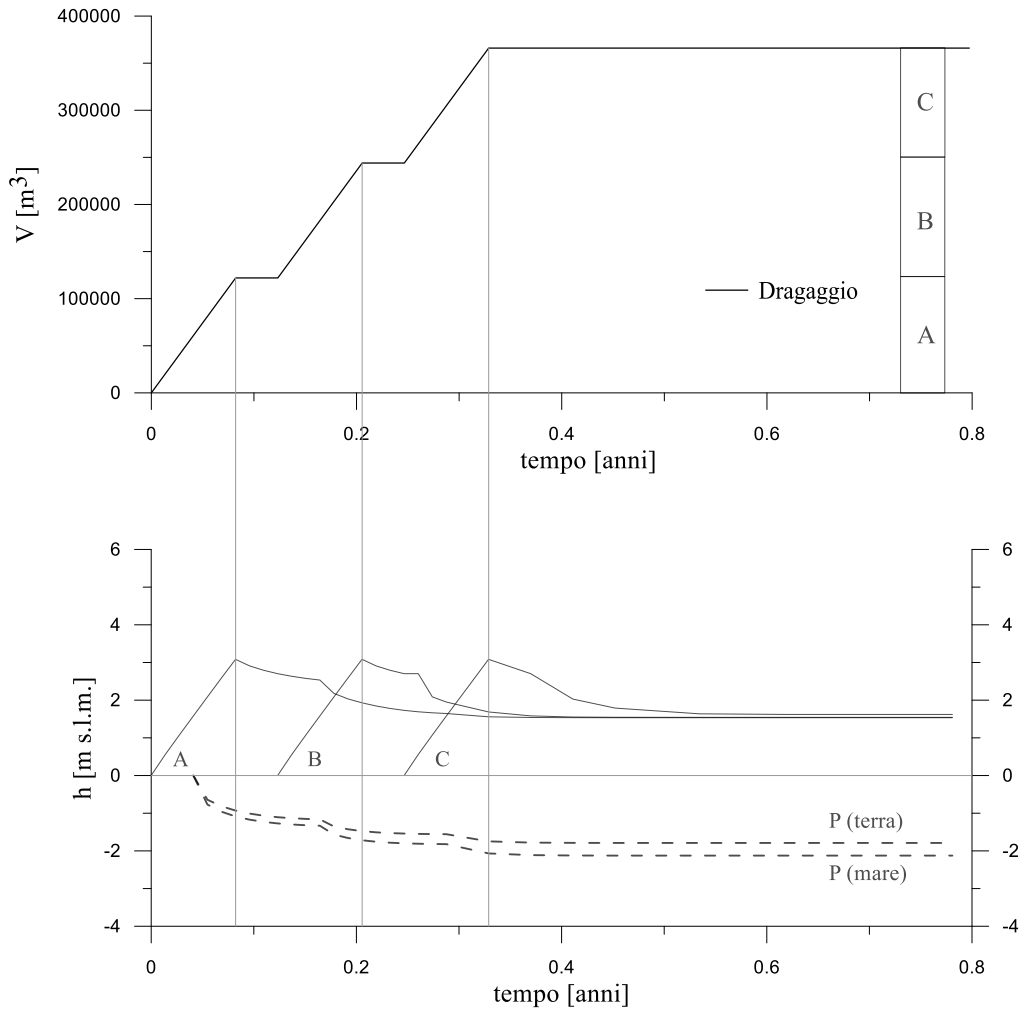 400000
300000
200000
100000
0
V [m³]
C
B
A
Dragaggio
0 0.2 0.4 0.6 0.8
tempo [anni]
6 6
4 4
2 2
0 0
-2 -2
-4 -4
h [m s.l.m.]
A B C
P (terra)
P (mare)
0 0.2 0.4 0.6 0.8
tempo [anni]